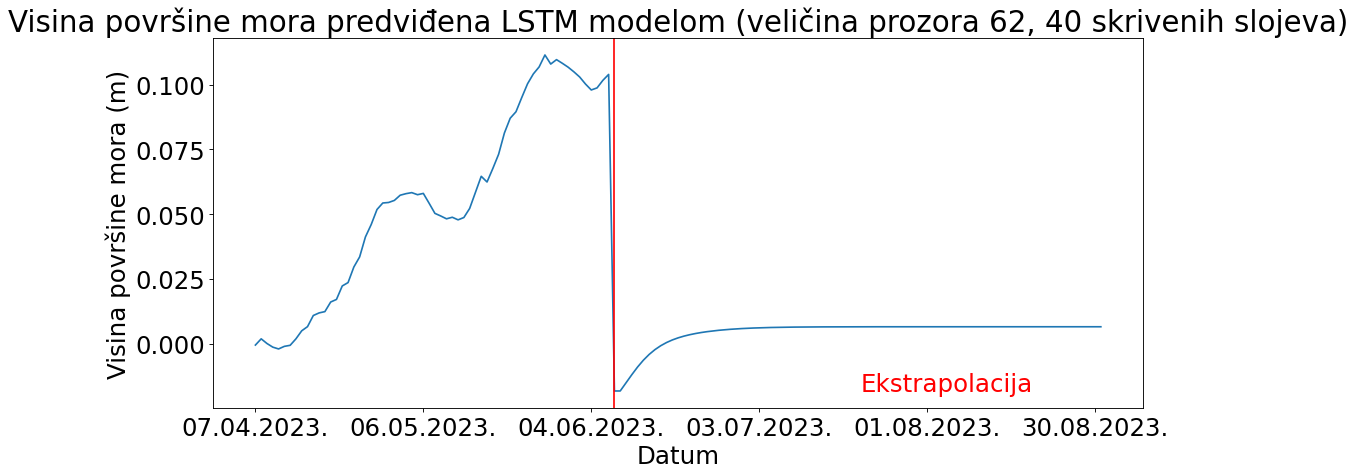 Visina površine mora predviđena LSTM modelom (veličina prozora 62, 40 skrivenih slojeva)
Visina površine mora (m)
0.100
0.075
0.050
0.025
0.000
Ekstrapolacija
07.04.2023. 06.05.2023. 04.06.2023. 03.07.2023. 01.08.2023. 30.08.2023.
Datum